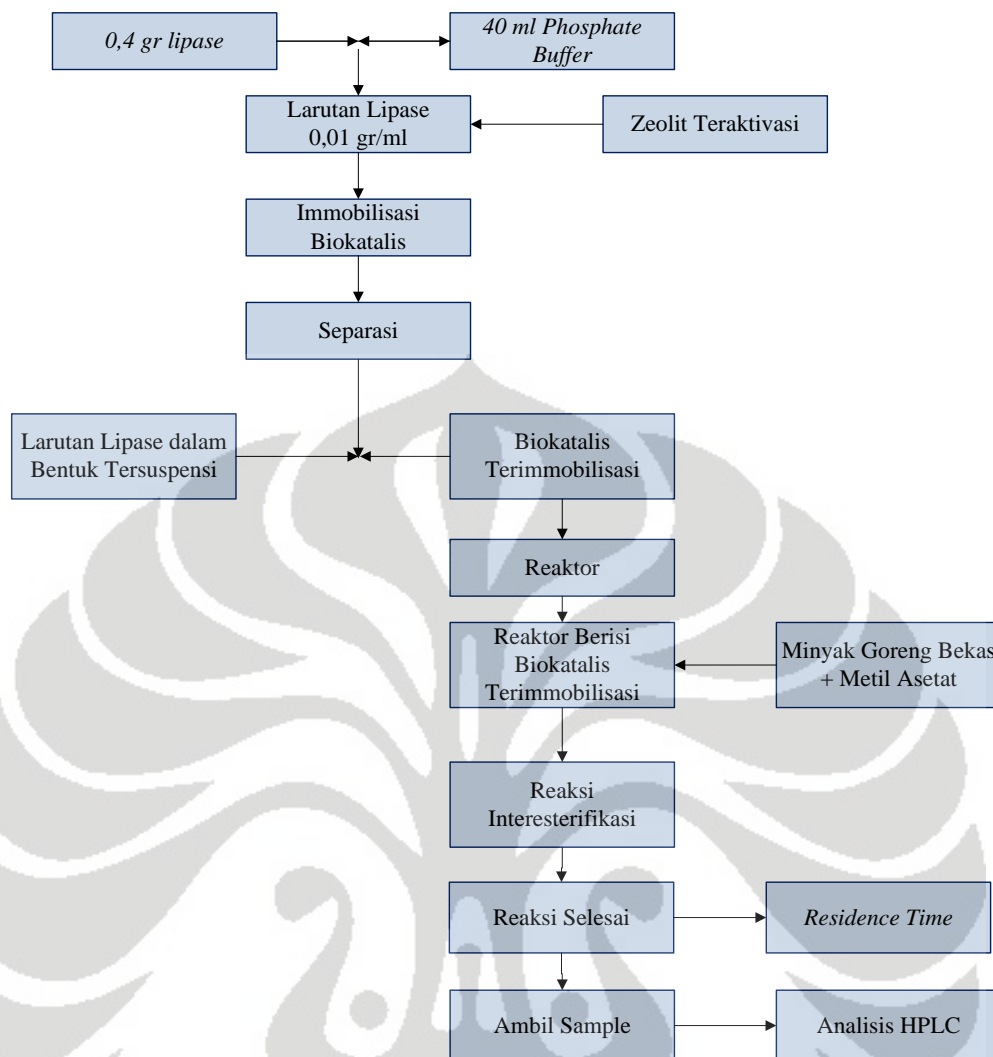 0,4 gr lipase
40 ml Phosphate
Buffer
Larutan Lipase
0,01 gr/ml
Zeolit Teraktivasi
Immobilisasi
Biokatalis
Separasi
Larutan Lipase dalam
Bentuk Tersuspensi
Biokatalis
Terimmobilisasi
Reaktor
Reaktor Berisi
Biokatalis
Terimmobilisasi
Minyak Goreng Bekas
+ Metil Asetat
Reaksi
Interesterifikasi
Reaksi Selesai
Residence Time
Ambil Sample
Analisis HPLC